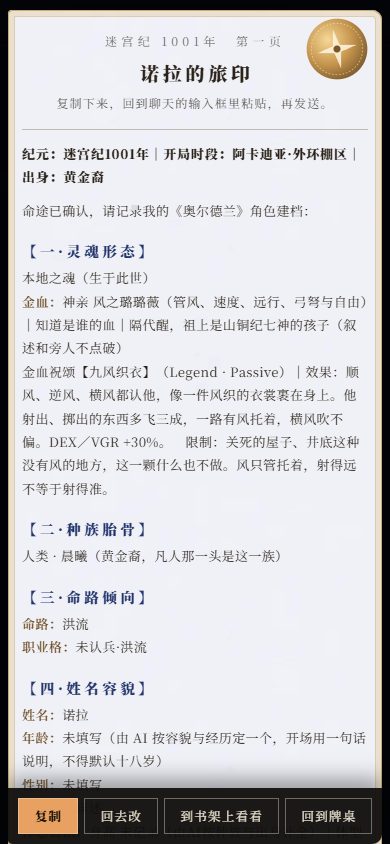 迷宫纪 1001年　第一页
诺拉的旅印
复制下来，回到聊天的输入框里粘贴，再发送。
纪元：迷宫纪1001年｜开局时段：阿卡迪亚·外环棚区｜
出身：黄金裔
命途已确认，请记录我的《奥尔德兰》角色建档：
【一·灵魂形态】
本地之魂（生于此世）
金血：神亲 风之璐璐薇（管风、速度、远行、弓弩与自由）
｜知道是谁的血｜隔代醒，祖上是山铜纪七神的孩子（叙
述和旁人不点破）
金血祝颂【九风织衣】（Legend · Passive）｜效果：顺
风、逆风、横风都认他，像一件风织的衣裳裹在身上。他
射出、掷出的东西多飞三成，一路有风托着，横风吹不
偏。DEX／VGR +30%。　限制：关死的屋子、井底这种
没有风的地方，这一颗什么也不做。风只管托着，射得远
不等于射得准。
【二·种族胎骨】
人类 · 晨曦（黄金裔，凡人那一头是这一族）
【三·命路倾向】
命路：洪流
职业格：未认兵·洪流
【四·姓名容貌】
姓名：诺拉
年龄：未填写（由 AI 按容貌与经历定一个，开场用一句话
说明，不得默认十八岁）
性别：未填写
复制
回去改
到书架上看看
回到牌桌